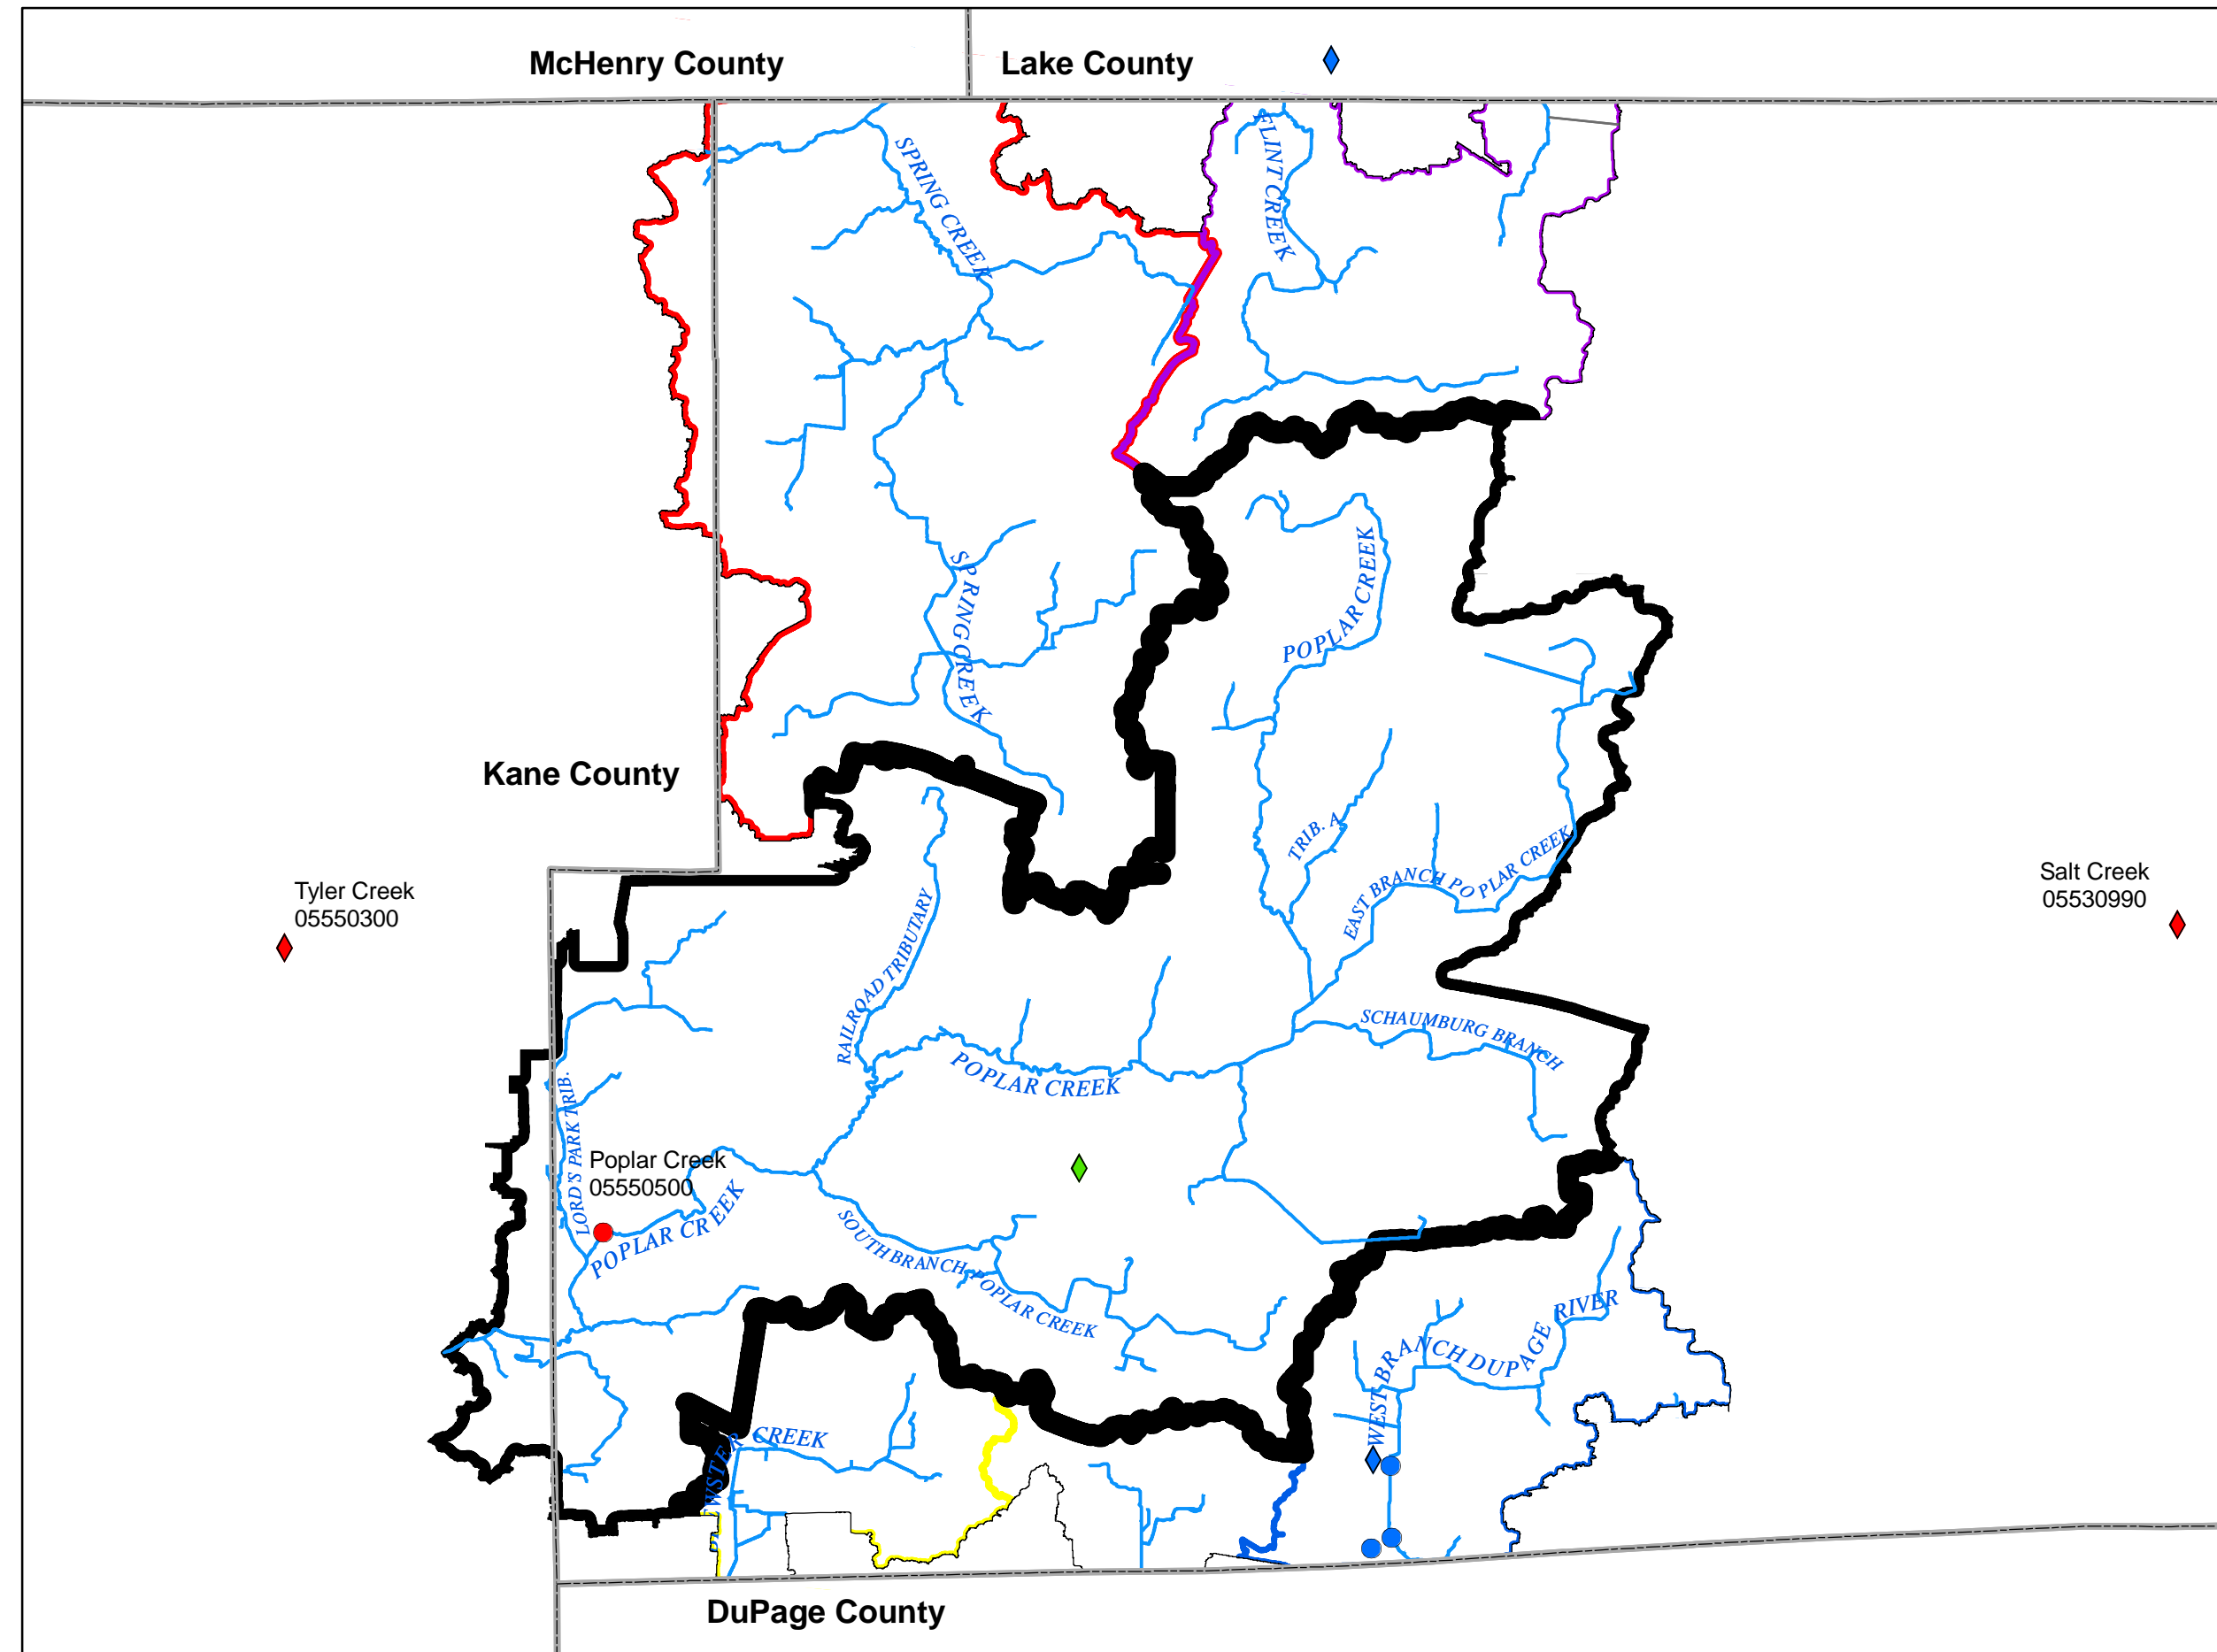 McHenry County
Lake County
SPRING CREEK
FLINT CREEK
POPLAR CREEK
SPRING CREEK
Kane County
TRIB. A
EAST BRANCH POPLAR CREEK
Tyler Creek
05550300
Salt Creek
05530990
RAILROAD TRIBUTARY
SCHAUMBURG BRANCH
POPLAR CREEK
LORD'S PARK TRIB.
Poplar Creek
05550500
POPLAR CREEK
SOUTH BRANCH POPLAR CREEK
WEST BRANCH DUPAGE RIVER
CREEK
DuPage County